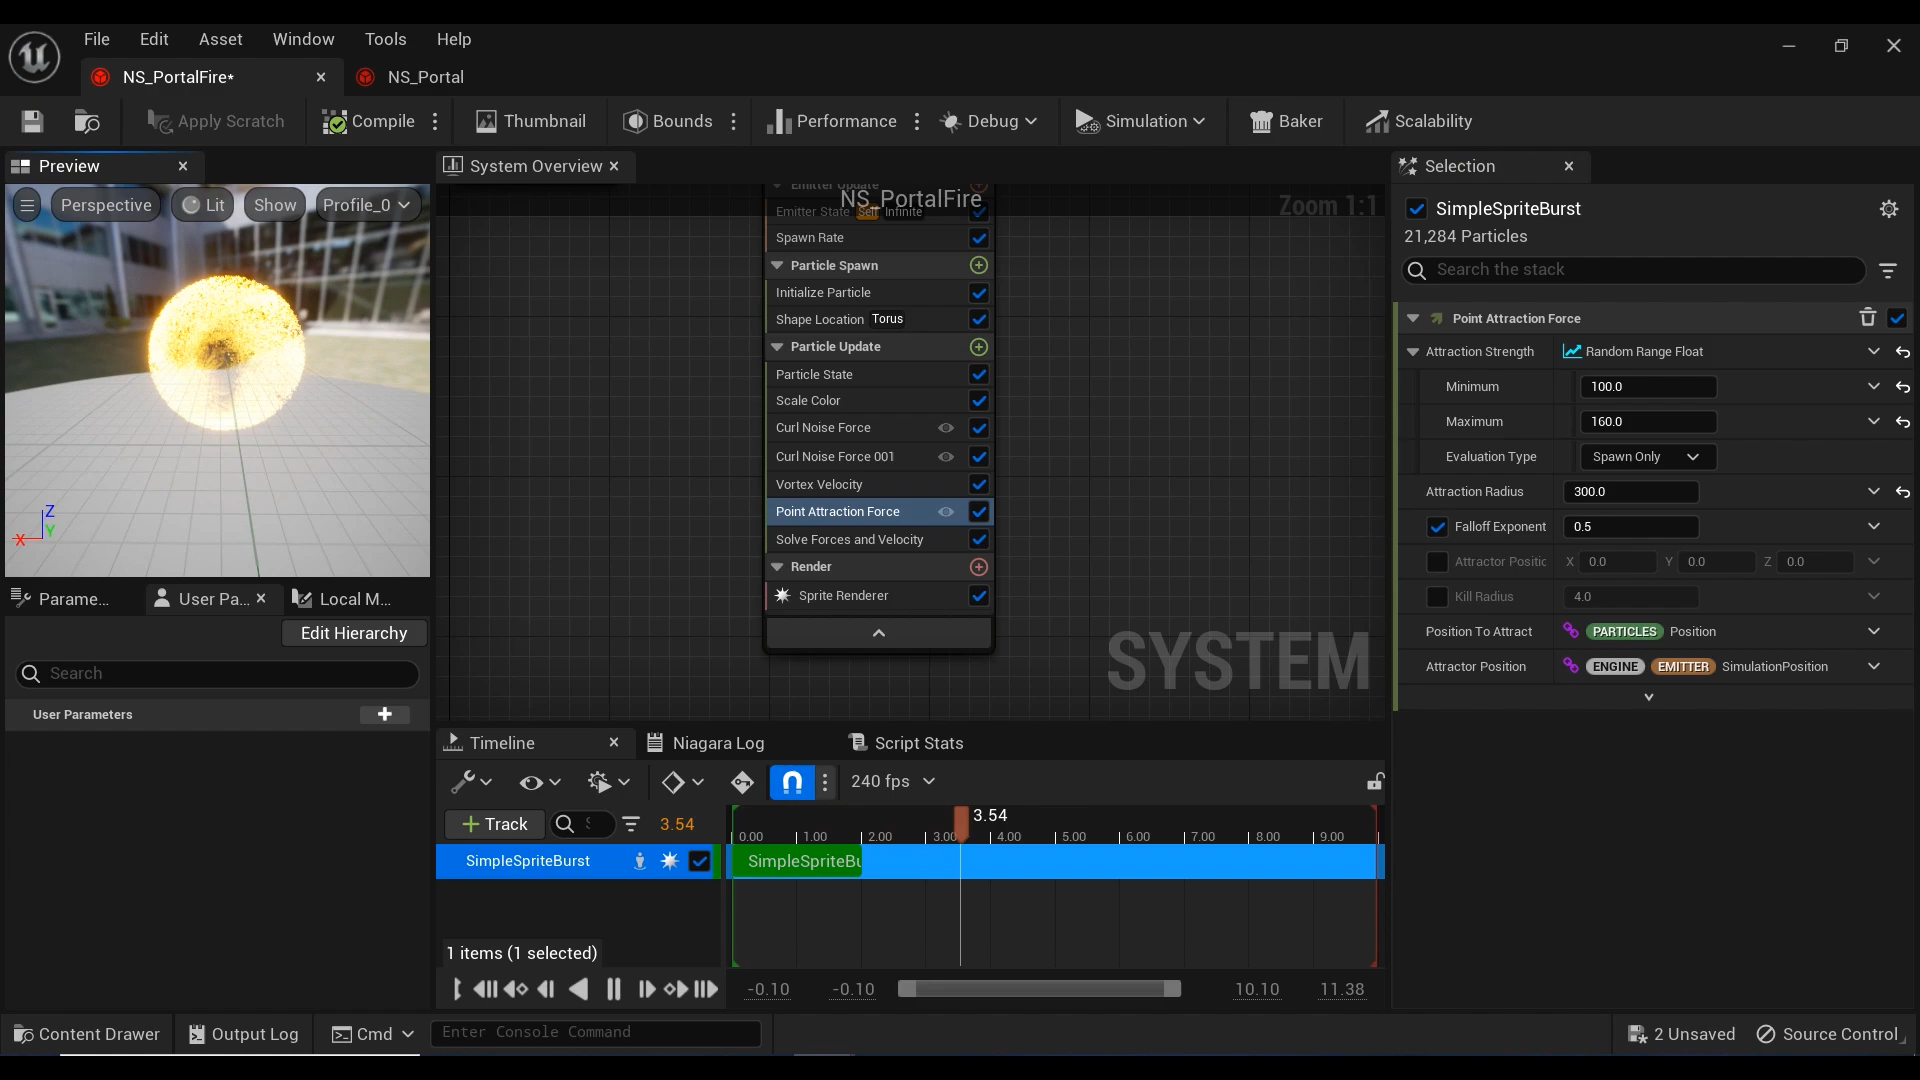 File Edit Asset Window Tools Help
NS_PortalFire* NS_Portal
Apply Scratch Compile Thumbnail Bounds Performance Debug Simulation Baker Scalability
Preview
Perspective Lit Show Profile_0
Z
Y
X
Parame... User Pa... Local M...
Edit Hierarchy
Search
User Parameters
System Overview
NS_PortalFire
Zoom 1:1
Emitter Update
Emitter State Self Infinite
Spawn Rate
Particle Spawn
Initialize Particle
Shape Location Torus
Particle Update
Particle State
Scale Color
Curl Noise Force
Curl Noise Force 001
Vortex Velocity
Point Attraction Force
Solve Forces and Velocity
Render
Sprite Renderer
SYSTEM
Timeline Niagara Log Script Stats
240 fps
Track S 3.54
3.54
0.00 1.00 2.00 3.00 4.00 5.00 6.00 7.00 8.00 9.00
SimpleSpriteBurst SimpleSpriteBu
1 items (1 selected)
-0.10 -0.10 10.10 11.38
Selection
SimpleSpriteBurst
21,284 Particles
Search the stack
Point Attraction Force
Attraction Strength Random Range Float
Minimum 100.0
Maximum 160.0
Evaluation Type Spawn Only
Attraction Radius 300.0
Falloff Exponent 0.5
Attractor Positic X 0.0 Y 0.0 Z 0.0
Kill Radius 4.0
Position To Attract PARTICLES Position
Attractor Position ENGINE EMITTER SimulationPosition
Content Drawer Output Log Cmd Enter Console Command 2 Unsaved Source Control